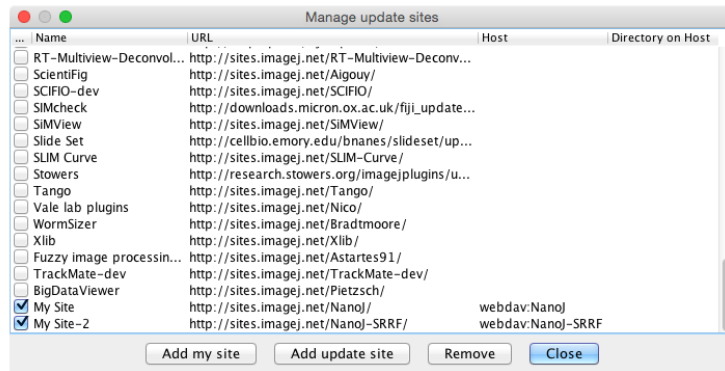 Manage update sites
... Name URL Host Directory on Host
RT-Multiview-Deconvol... http://sites.imagej.net/RT-Multiview-Deconv...
ScientiFig http://sites.imagej.net/Aigouy/
SCIFIO-dev http://sites.imagej.net/SCIFIO/
SIMcheck http://downloads.micron.ox.ac.uk/fiji_update...
SiMView http://sites.imagej.net/SiMView/
Slide Set http://cellbio.emory.edu/bnanes/slideset/up...
SLIM Curve http://sites.imagej.net/SLIM-Curve/
Stowers http://research.stowers.org/imagejplugins/u...
Tango http://sites.imagej.net/Tango/
Vale lab plugins http://sites.imagej.net/Nico/
WormSizer http://sites.imagej.net/Bradtmoore/
Xlib http://sites.imagej.net/Xlib/
Fuzzy image processin... http://sites.imagej.net/Astartes91/
TrackMate-dev http://sites.imagej.net/TrackMate-dev/
BigDataViewer http://sites.imagej.net/Pietzsch/
My Site http://sites.imagej.net/NanoJ/ webdav:NanoJ
My Site-2 http://sites.imagej.net/NanoJ-SRRF/ webdav:NanoJ-SRRF
Add my site Add update site Remove Close